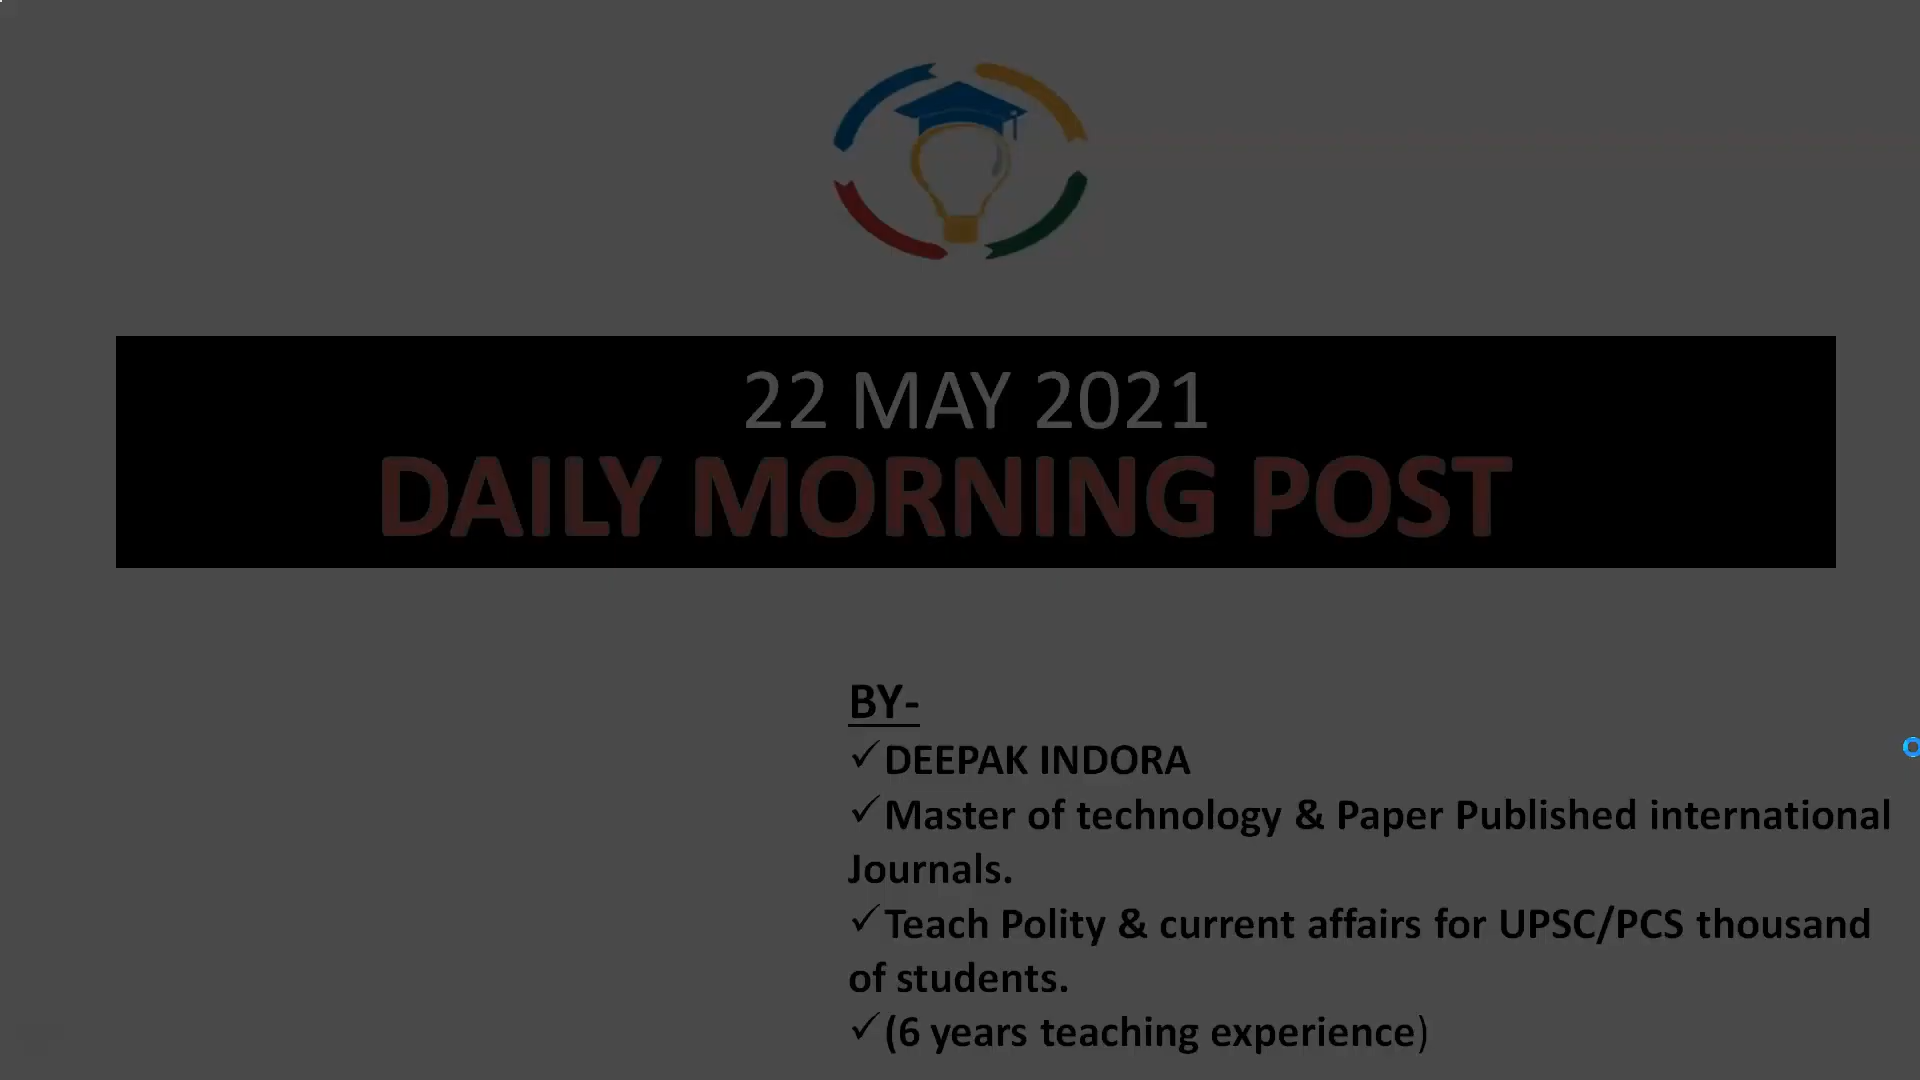 22 MAY 2021
DAILY MORNING POST
BY-
✓DEEPAK INDORA
✓Master of technology & Paper Published international
Journals.
✓Teach Polity & current affairs for UPSC/PCS thousand
of students.
✓(6 years teaching experience)